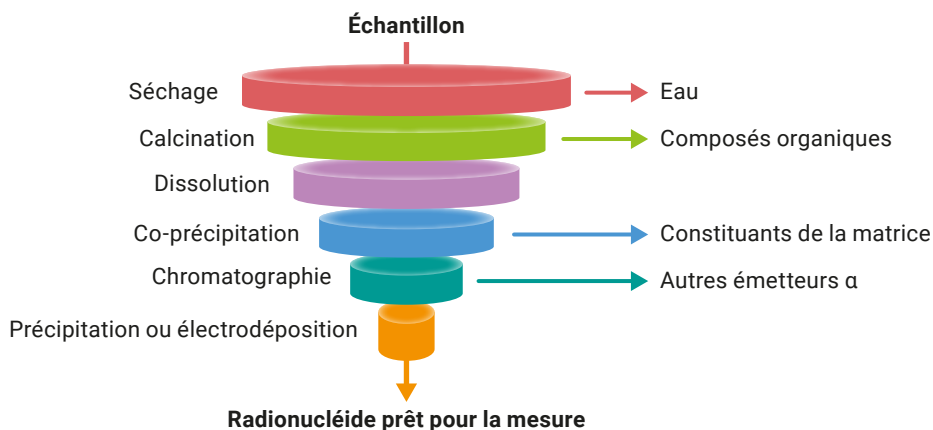 Échantillon
Séchage
Eau
Calcination
Composés organiques
Dissolution
Co-précipitation
Constituants de la matrice
Chromatographie
Autres émetteurs α
Précipitation ou électrodéposition
Radionucléide prêt pour la mesure